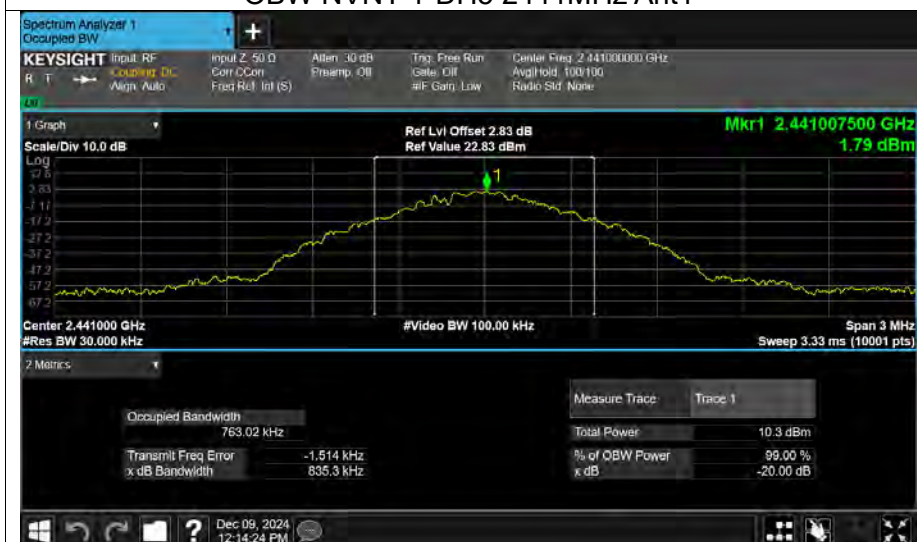 OBW NVNT 1-DH5 2441MHz Ant1
Spectrum Analyzer 1
Occupied BW
KEYSIGHT
R T
Input: RF
Coupling: DC
Align: Auto
Input Z: 50 Ω
Corr CCorr
Freq Ref: Int (S)
Atten: 30 dB
Preamp: Off
Trig: Free Run
Gate: Off
#IF Gain: Low
Center Freq: 2.441000000 GHz
Avg|Hold: 100/100
Radio Std: None
1 Graph
Scale/Div 10.0 dB
Ref Lvl Offset 2.83 dB
Ref Value 22.83 dBm
Mkr1 2.441007500 GHz
1.79 dBm
Log
2.83
-17.2
-27.2
-37.2
-47.2
-57.2
-67.2
1
Center 2.441000 GHz
#Res BW 30.000 kHz
#Video BW 100.00 kHz
Span 3 MHz
Sweep 3.33 ms (10001 pts)
2 Metrics
Measure Trace Trace 1
Occupied Bandwidth
763.02 kHz
Total Power 10.3 dBm
Transmit Freq Error -1.514 kHz
% of OBW Power 99.00 %
x dB Bandwidth 835.3 kHz
x dB -20.00 dB
?
Dec 09, 2024
12:14:24 PM